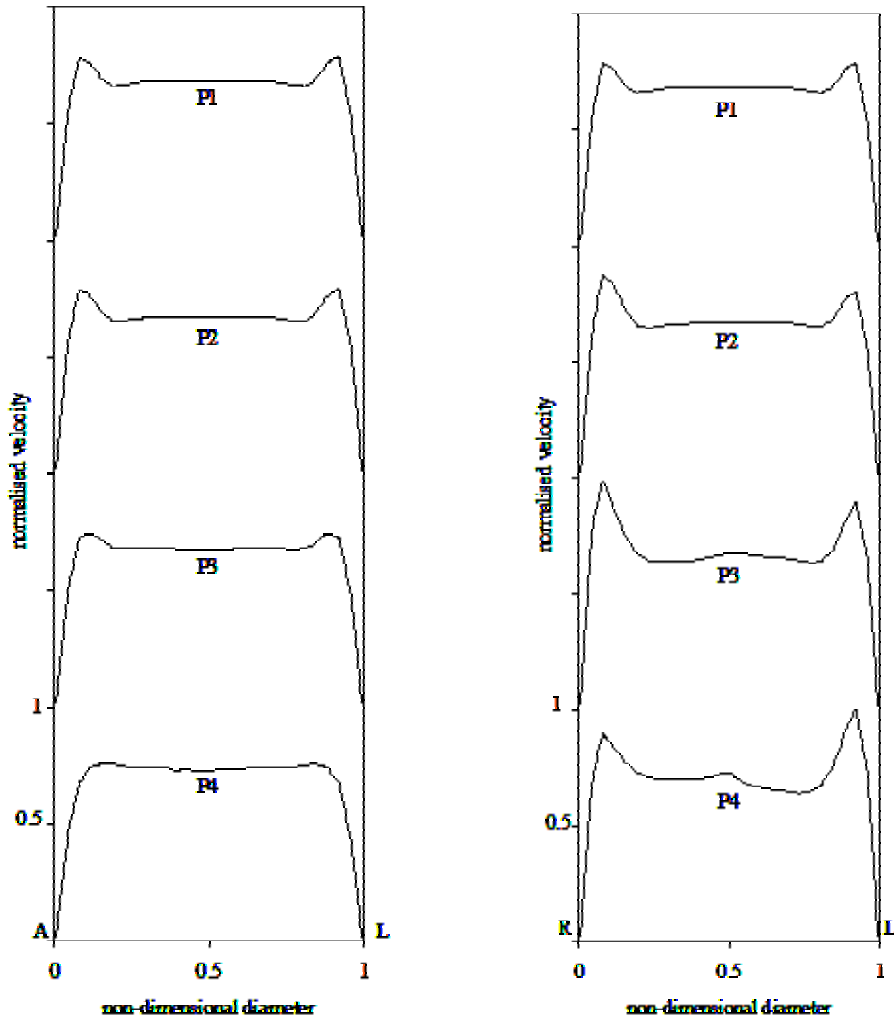 P1
P2
normalised velocity
P3
1
P4
0.5
A
L
0
0.5
1
non-dimensional diameter
P1
P2
normalised velocity
P3
1
P4
0.5
R
L
0
0.5
1
non-dimensional diameter